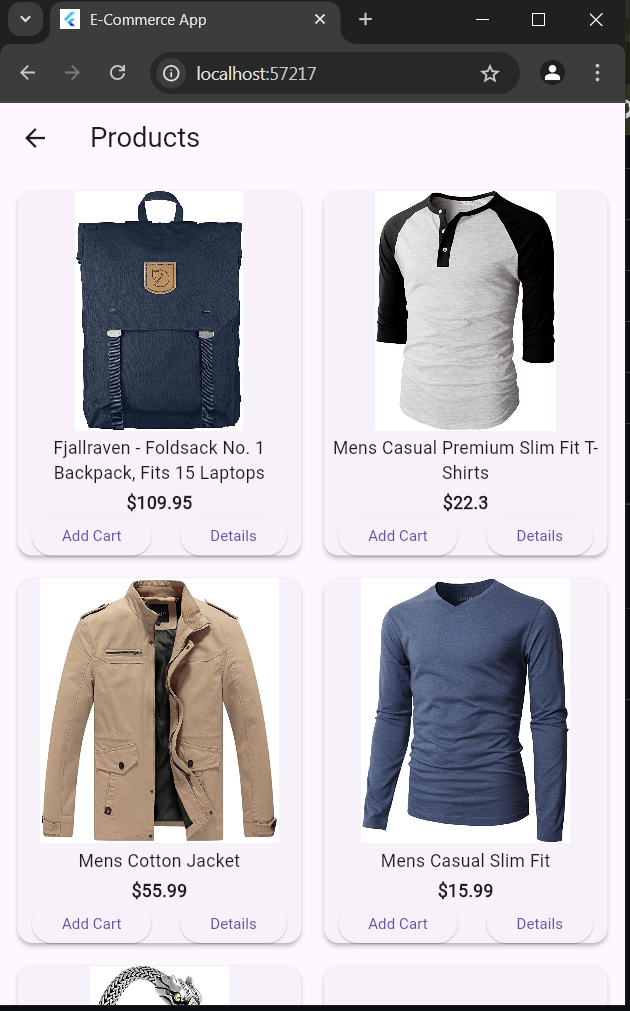 E-Commerce App
localhost:57217
Products
Fjallraven - Foldsack No. 1
Backpack, Fits 15 Laptops
$109.95
Add Cart
Details
Mens Casual Premium Slim Fit T-
Shirts
$22.3
Add Cart
Details
Mens Cotton Jacket
$55.99
Add Cart
Details
Mens Casual Slim Fit
$15.99
Add Cart
Details